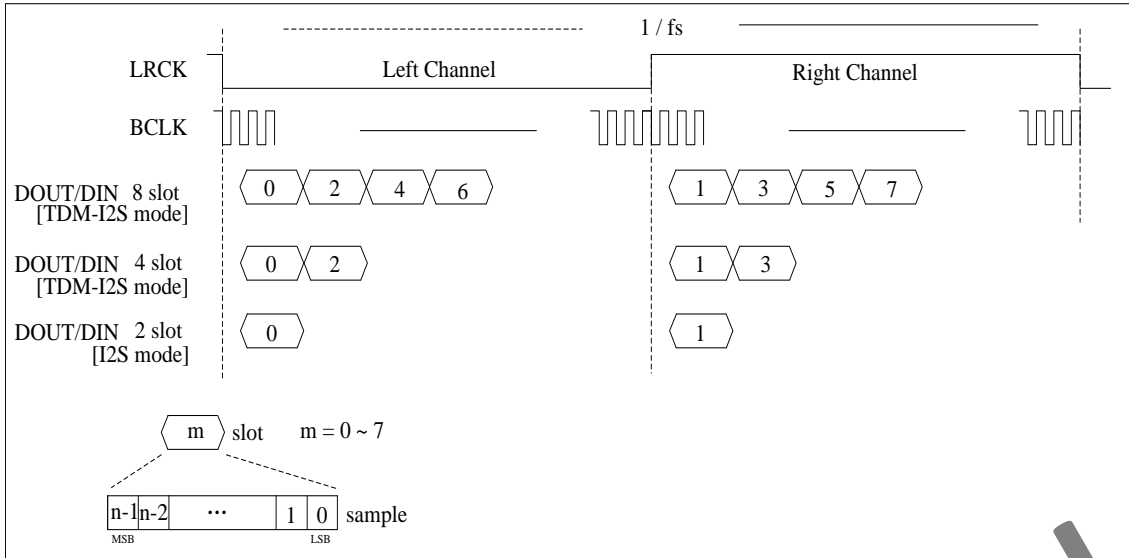 1 / fs
LRCK Left Channel Right Channel
BCLK
DOUT/DIN 8 slot 0 2 4 6 1 3 5 7
[TDM-I2S mode]
DOUT/DIN 4 slot 0 2 1 3
[TDM-I2S mode]
DOUT/DIN 2 slot 0 1
[I2S mode]
m slot m = 0 ~ 7
n-1 n-2 ... 1 0 sample
MSB LSB